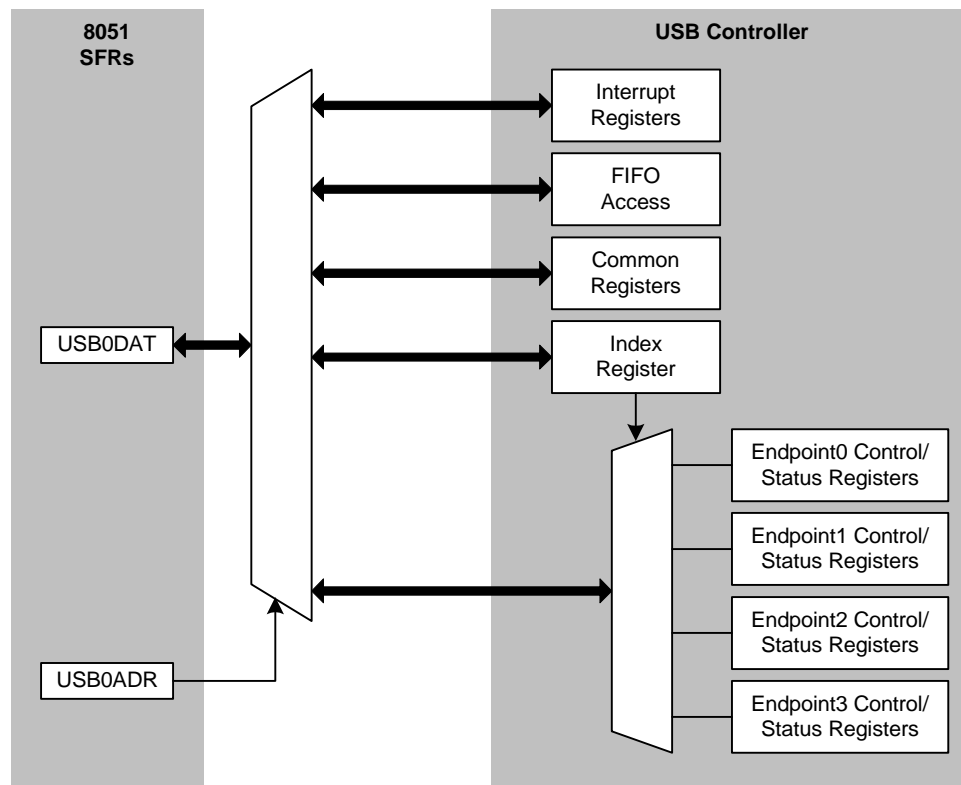 8051
SFRs
USB Controller
Interrupt
Registers
FIFO
Access
Common
Registers
USB0DAT
Index
Register
Endpoint0 Control/
Status Registers
Endpoint1 Control/
Status Registers
Endpoint2 Control/
Status Registers
USB0ADR
Endpoint3 Control/
Status Registers